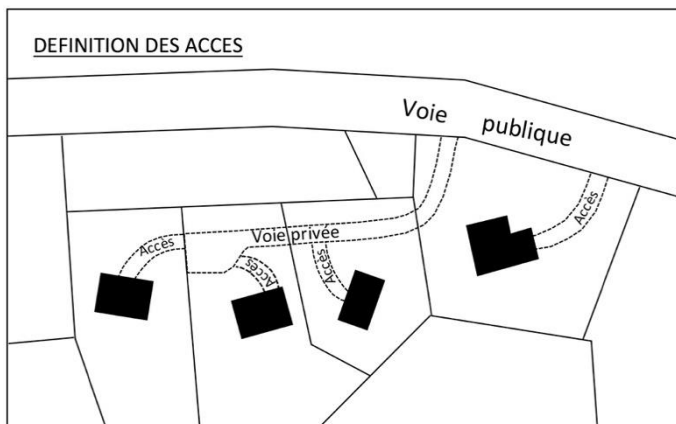 DEFINITION DES ACCES
Voie publique
Accès
Accès
Voie privée
Accès
Accès